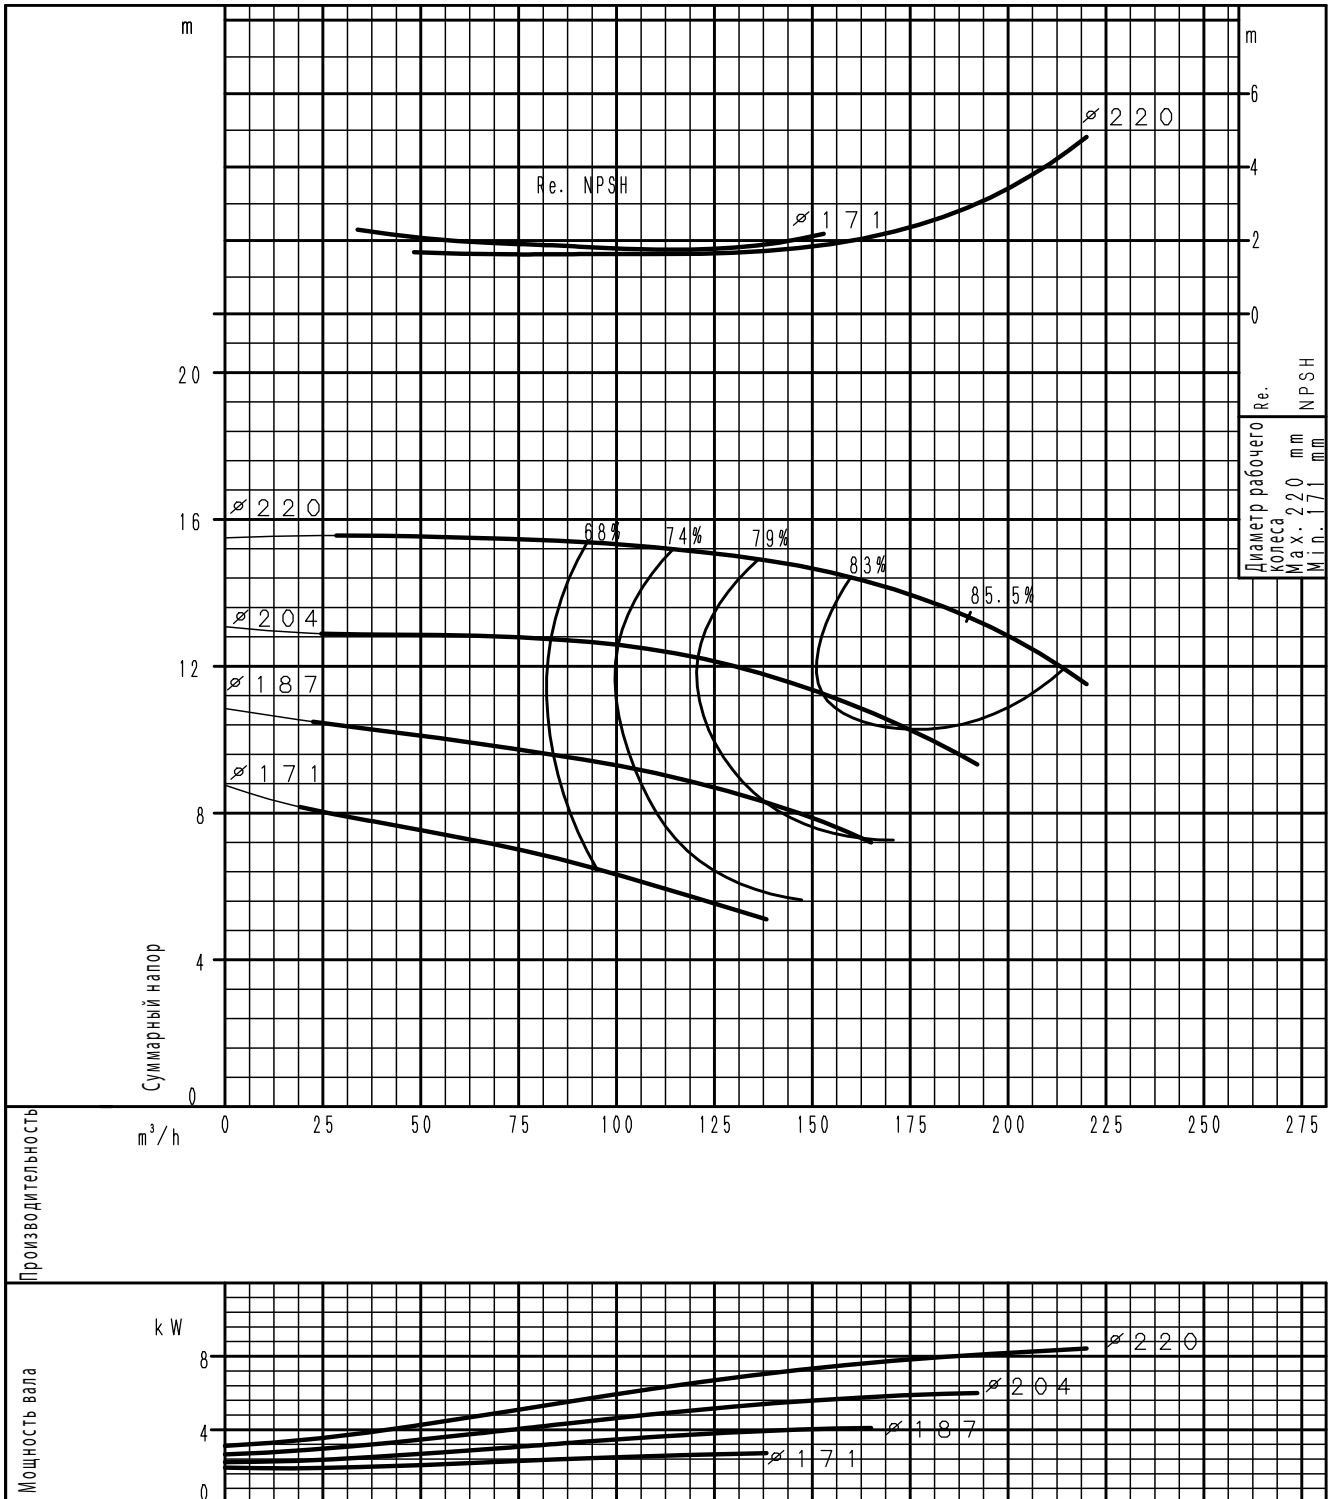 m
m
6
⌀220
4
Re. NPSH
⌀171
2
0
20
Re.
NPSH
Диаметр рабочего
колеса
Max. 220 mm
Min. 171 mm
⌀220
16
68%
74%
79%
83%
85.5%
⌀204
12
⌀187
⌀171
8
4
Суммарный напор
0
m³/h
0 25 50 75 100 125 150 175 200 225 250 275
Производительность
kW
⌀220
8
⌀204
⌀187
4
⌀171
0
Мощность вала